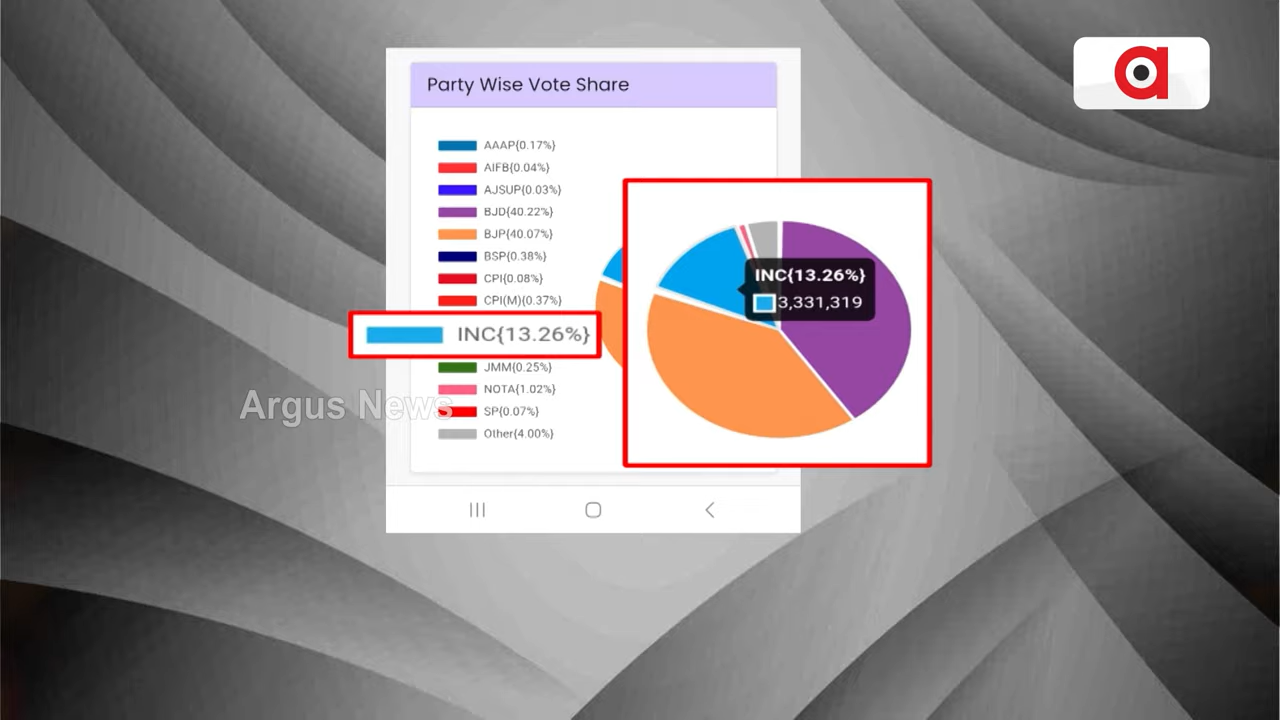 Party Wise Vote Share
AAAP{0.17%}
AIFB{0.04%}
AJSUP{0.03%}
BJD{40.22%}
BJP{40.07%}
BSP{0.38%}
CPI{0.08%}
CPI(M){0.37%}
INC{13.26%}
JMM{0.25%}
NOTA{1.02%}
SP{0.07%}
Other{4.00%}
INC{13.26%}
3,331,319
Argus News
a